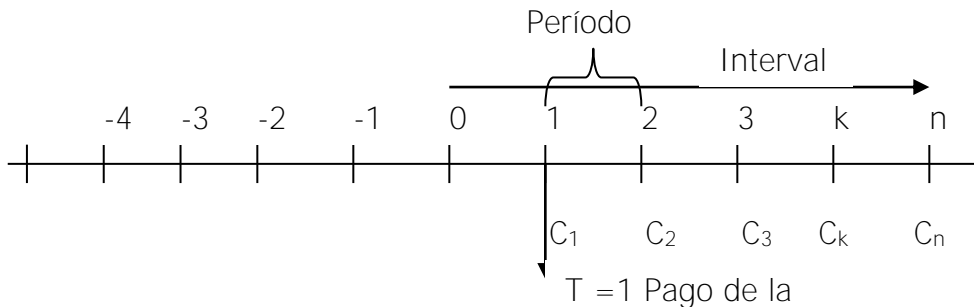 Período
Interval
-4 -3 -2 -1 0 1 2 3 k n
C₁ C₂ C₃ Cₖ Cₙ
T =1 Pago de la